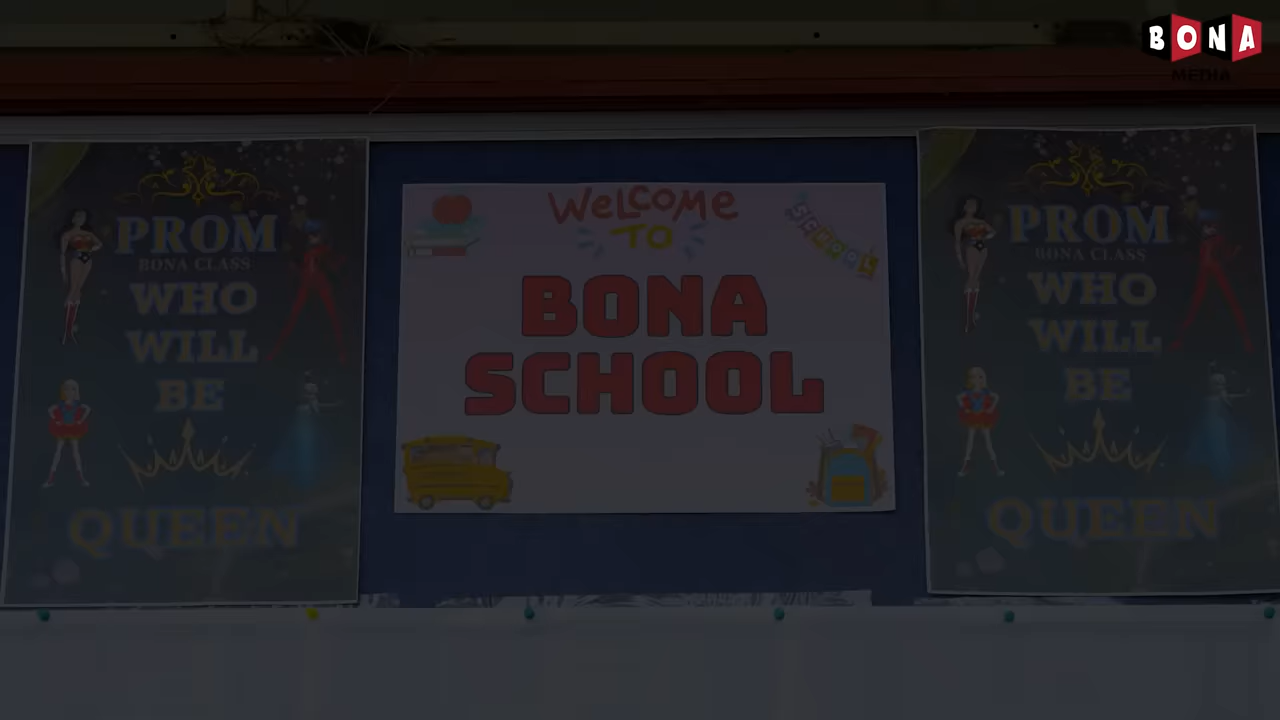 BONA
MEDIA
PROM
BONA CLASS
WHO
WILL
BE
QUEEN
WELCOME
TO
SCHOOL
BONA
SCHOOL
PROM
BONA CLASS
WHO
WILL
BE
QUEEN